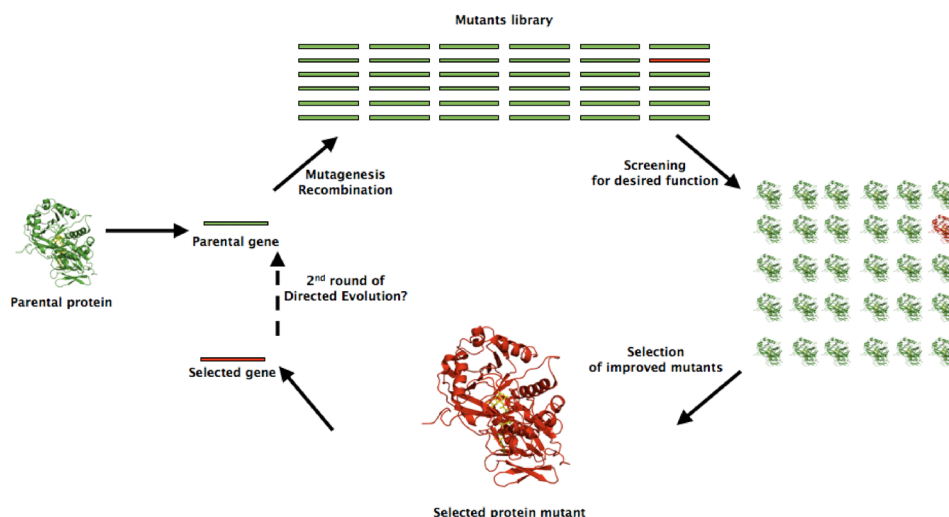 Mutants library
Mutagenesis
Recombination
Screening
for desired function
Parental gene
Parental protein
2nd round of
Directed Evolution?
Selected gene
Selection
of improved mutants
Selected protein mutant